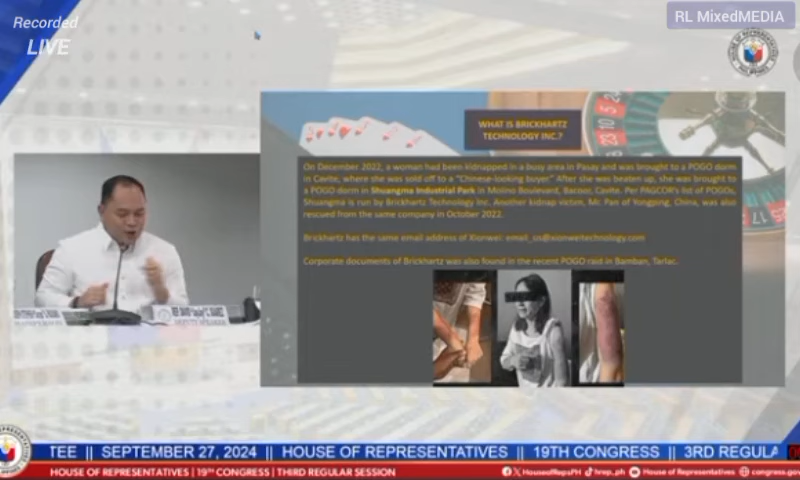 Recorded
LIVE
RL MixedMEDIA
WHAT IS BRICKHARTZ
TECHNOLOGY INC.?
On December 2022, a woman had been kidnapped in a busy area in Pasay and was brought to a POGO dorm
in Cavite, where she was sold off to a "Chinese-looking buyer." After she was beaten up, she was brought to
a POGO dorm in Shuangma Industrial Park in Molino Boulevard, Bacoor, Cavite. Per PAGCOR's list of POGOs,
Shuangma is run by Brickhartz Technology Inc. Another kidnap victim, Mr. Pan of Yongping, China, was also
rescued from the same company in October 2022.
Brickhartz has the same email address of Xionwei: email_us@xionweitechnology.com
Corporate documents of Brickhartz was also found in the recent POGO raid in Bamban, Tarlac.
TEE || SEPTEMBER 27, 2024 || HOUSE OF REPRESENTATIVES || 19TH CONGRESS || 3RD REGULA
HOUSE OF REPRESENTATIVES | 19TH CONGRESS | THIRD REGULAR SESSION
HouseofRepsPH hrep_ph House of Representatives congress.gov